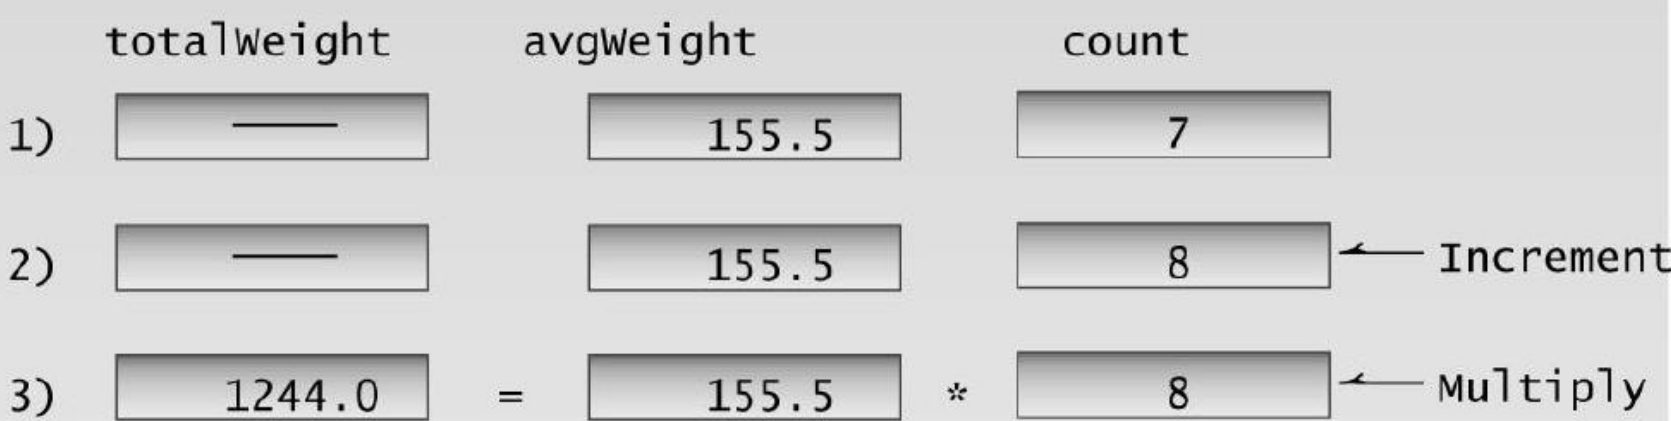 totalWeight avgWeight count
1) —— 155.5 7
2) —— 155.5 8 Increment
3) 1244.0 = 155.5 * 8 Multiply